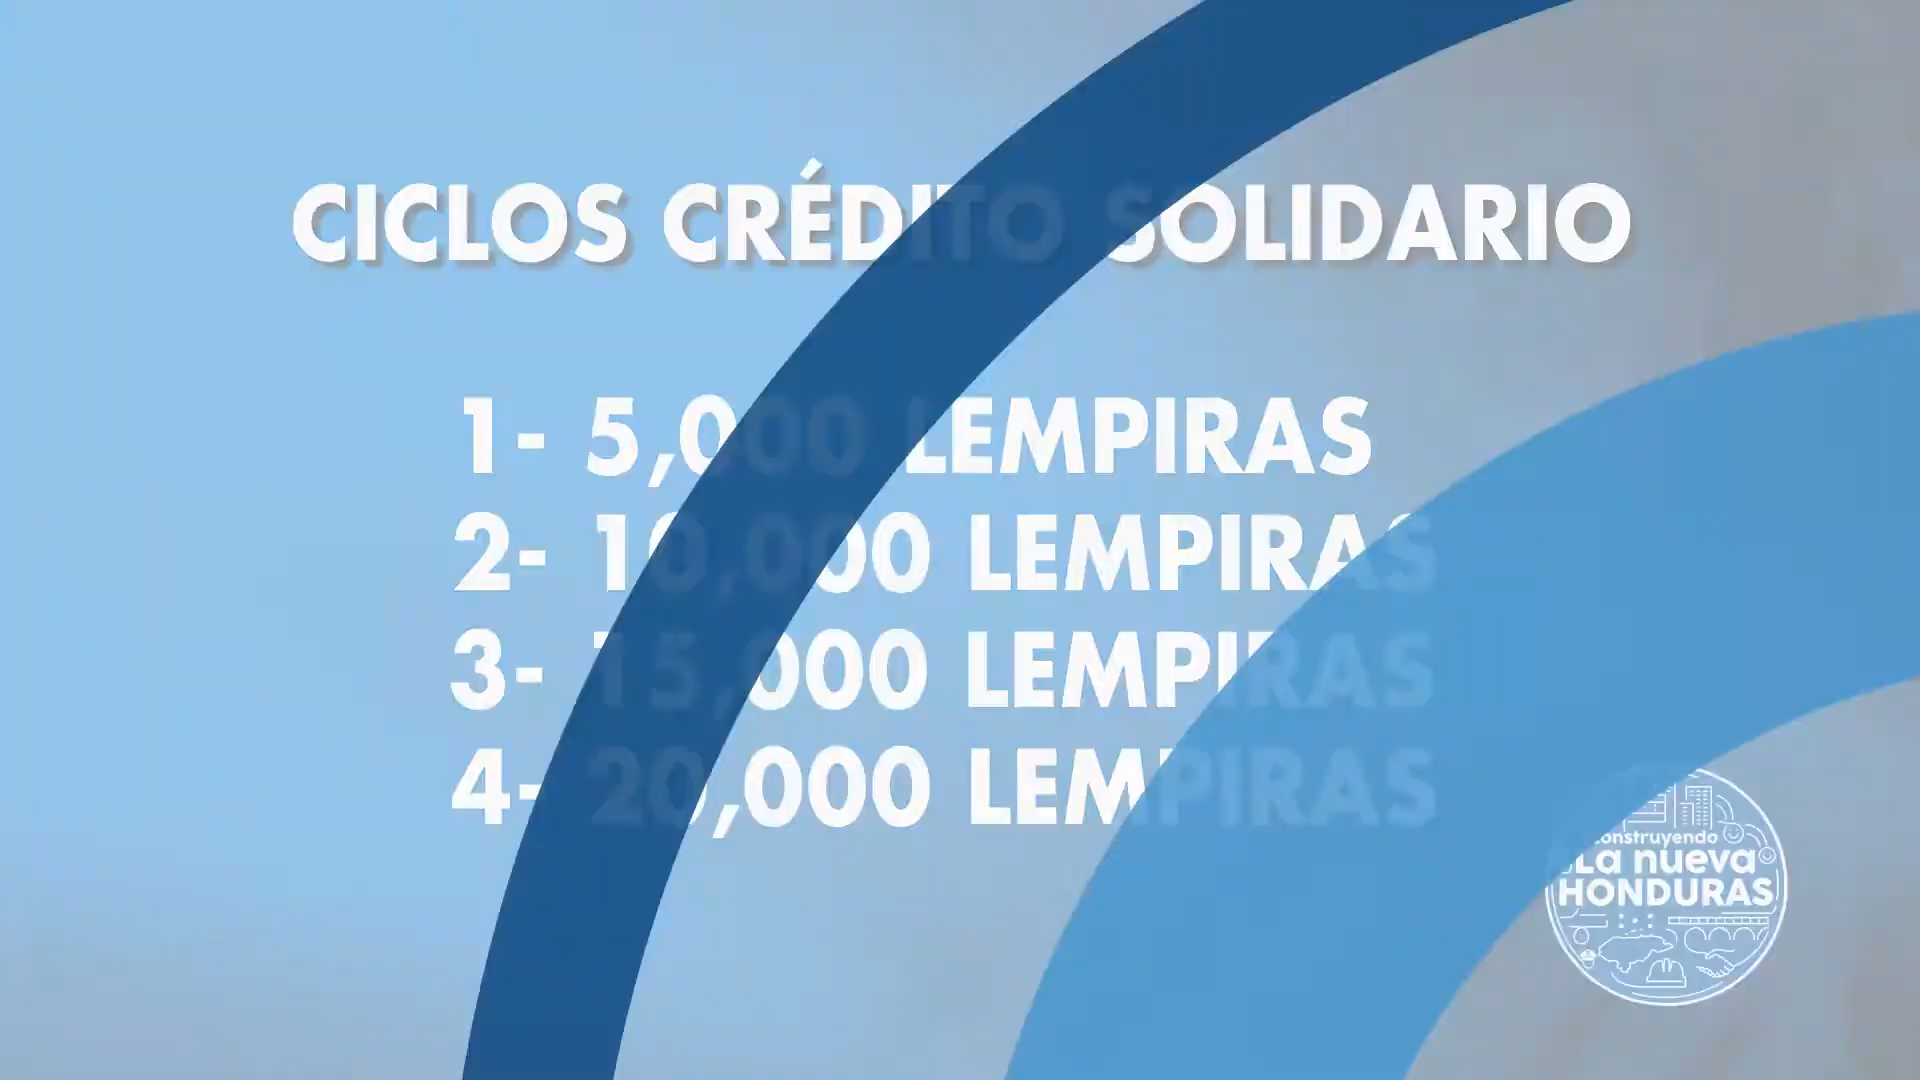 CICLOS CRÉDITO SOLIDARIO
1- 5,000 LEMPIRAS
2- 10,000 LEMPIRAS
3- 15,000 LEMPIRAS
4- 20,000 LEMPIRAS
construyendo
La nueva
HONDURAS